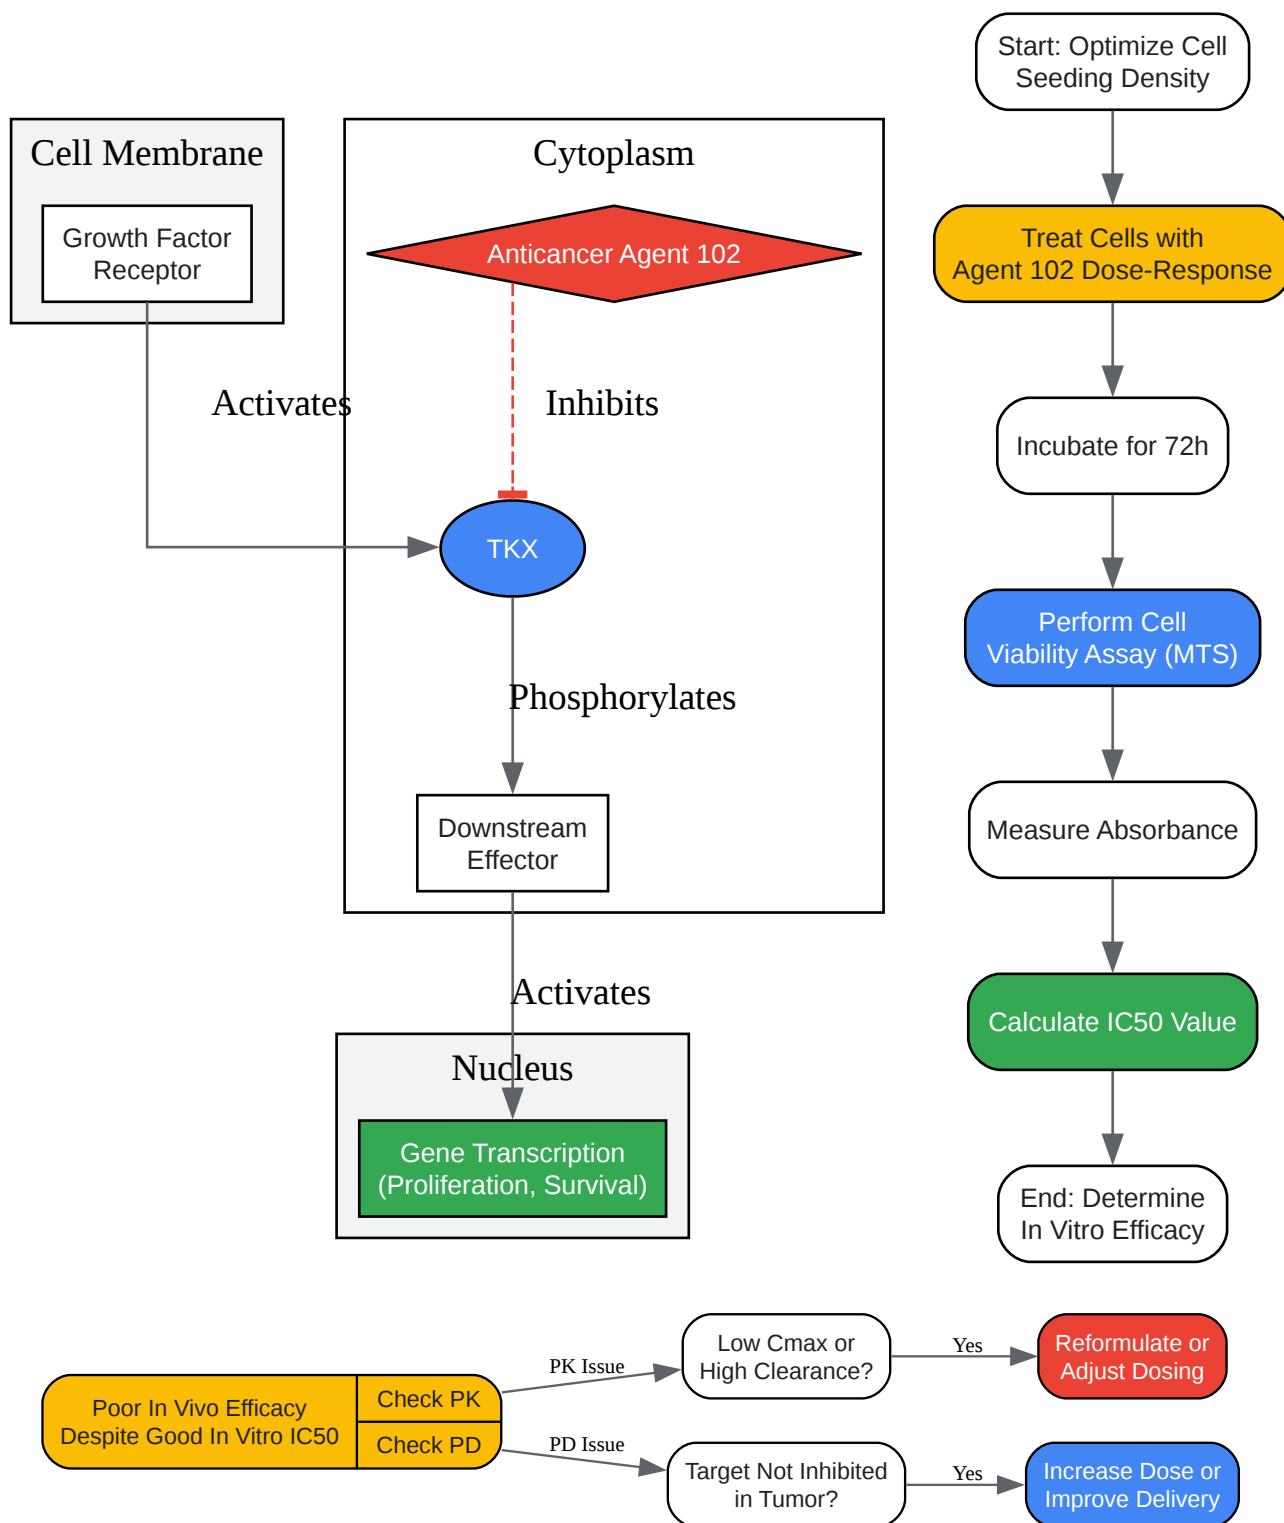 Cell Membrane
Growth Factor
Receptor
Activates
Cytoplasm
Anticancer Agent 102
Inhibits
TKX
Phosphorylates
Downstream
Effector
Activates
Nucleus
Gene Transcription
(Proliferation, Survival)
Start: Optimize Cell
Seeding Density
Treat Cells with
Agent 102 Dose-Response
Incubate for 72h
Perform Cell
Viability Assay (MTS)
Measure Absorbance
Calculate IC50 Value
End: Determine
In Vitro Efficacy
Poor In Vivo Efficacy
Despite Good In Vitro IC50
Check PK
Check PD
PK Issue
Low Cmax or
High Clearance?
Yes
Reformulate or
Adjust Dosing
PD Issue
Target Not Inhibited
in Tumor?
Yes
Increase Dose or
Improve Delivery